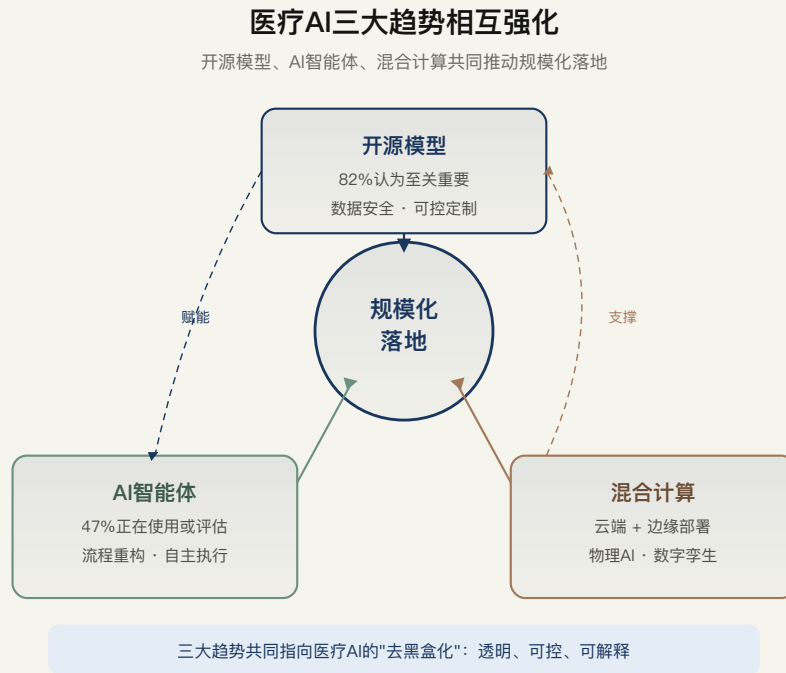 医疗AI三大趋势相互强化
开源模型、AI智能体、混合计算共同推动规模化落地
开源模型
82%认为至关重要
数据安全 · 可控定制
规模化
落地
赋能
支撑
AI智能体
47%正在使用或评估
流程重构 · 自主执行
混合计算
云端 + 边缘部署
物理AI · 数字孪生
三大趋势共同指向医疗AI的"去黑盒化"：透明、可控、可解释